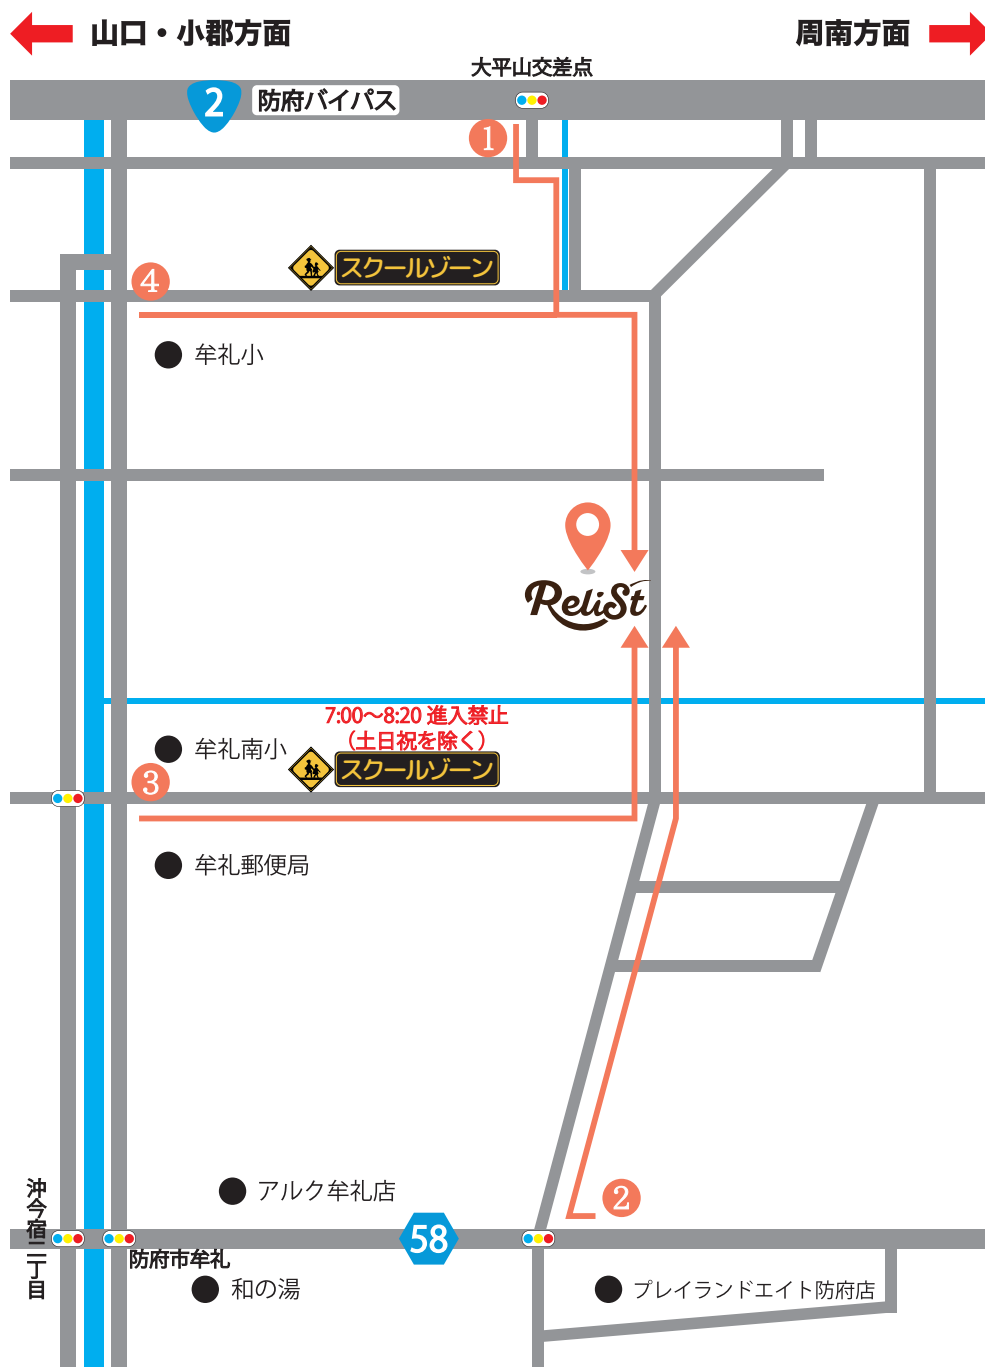 山口・小郡方面
周南方面
大平山交差点
2
防府バイパス
1
4
スクールゾーン
牟礼小
ReliSt
7:00〜8:20 進入禁止
（土日祝を除く）
牟礼南小
スクールゾーン
3
牟礼郵便局
2
アルク牟礼店
沖今宿二丁目
58
防府市牟礼
和の湯
プレイランドエイト防府店